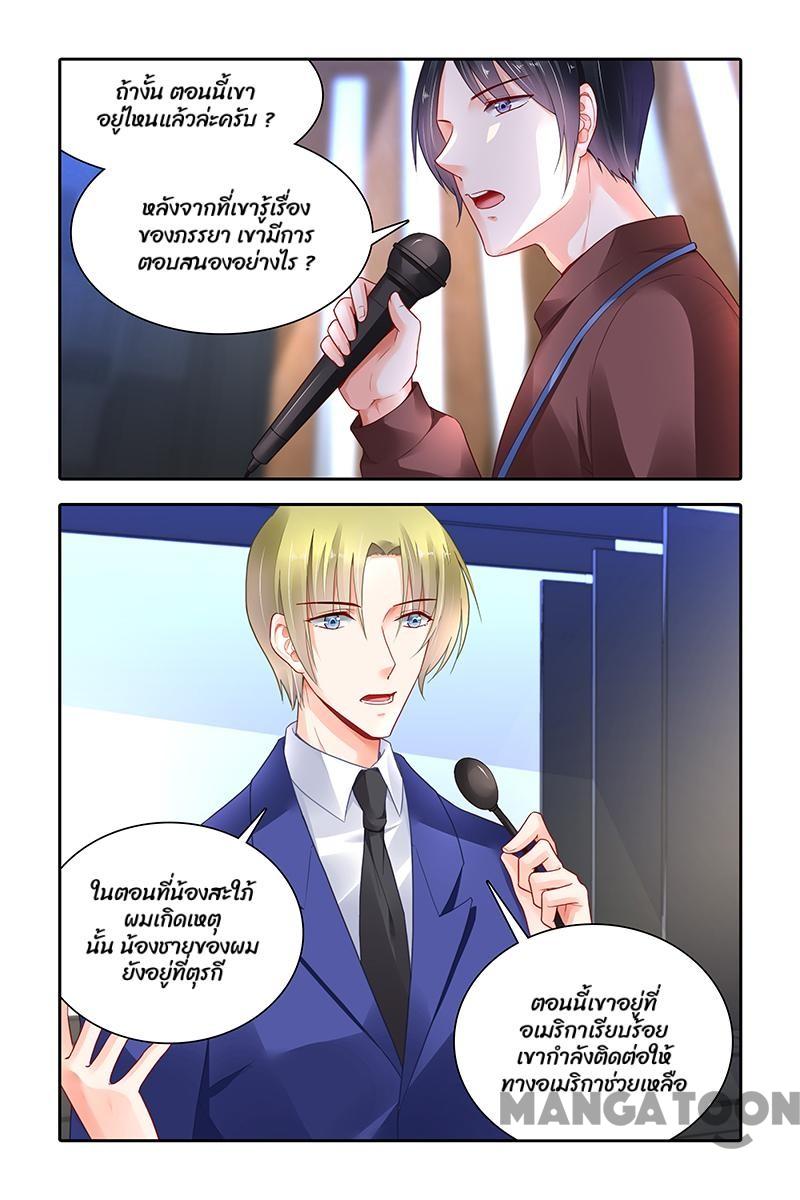 ถ้างั้น ตอนนี้เขา
อยู่ไหนแล้วล่ะครับ ?
หลังจากที่เขารู้เรื่อง
ของภรรยา เขามีการ
ตอบสนองอย่างไร ?
ในตอนที่น้องสะใภ้
ผมเกิดเหตุ
นั้น น้องชายของผม
ยังอยู่ที่ตุรกี
ตอนนี้เขาอยู่ที่
อเมริกาเรียบร้อย
เขากำลังติดต่อให้
ทางอเมริกาช่วยเหลือ
MANGATOON